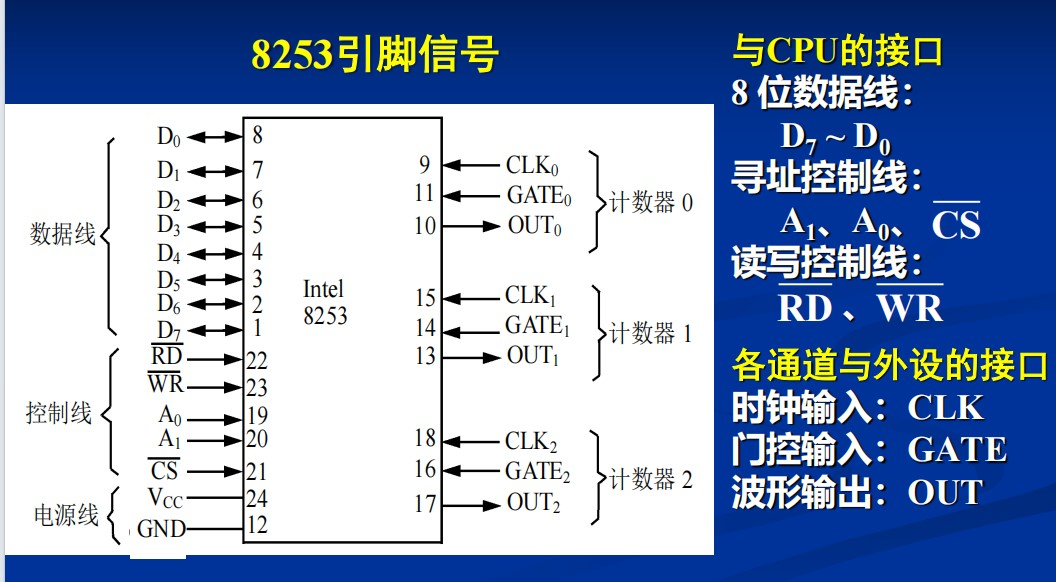 8253引脚信号
数据线
D₀ 8
D₁ 7
D₂ 6
D₃ 5
D₄ 4
D₅ 3
D₆ 2
D₇ 1
控制线
R̅D̅ 22
W̅R̅ 23
A₀ 19
A₁ 20
C̅S̅ 21
电源线
VCC 24
GND 12
Intel
8253
9 CLK₀
11 GATE₀
10 OUT₀
计数器 0
15 CLK₁
14 GATE₁
13 OUT₁
计数器 1
18 CLK₂
16 GATE₂
17 OUT₂
计数器 2
与CPU的接口
8 位数据线：
D₇ ~ D₀
寻址控制线：
A₁、A₀、C̅S̅
读写控制线：
R̅D̅、W̅R̅
各通道与外设的接口
时钟输入：CLK
门控输入：GATE
波形输出：OUT